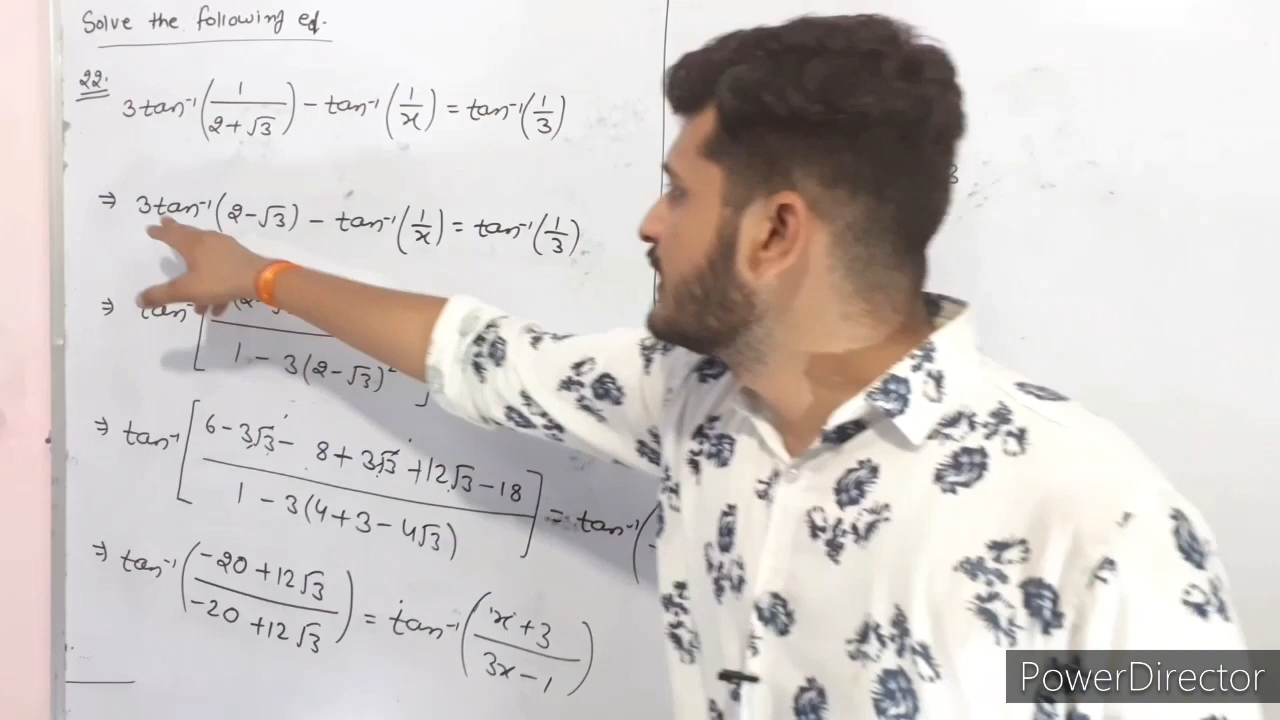 Solve the following eq.
22.
3tan⁻¹(1/(2+√3)) − tan⁻¹(1/x) = tan⁻¹(1/3)
⇒ 3tan⁻¹(2−√3) − tan⁻¹(1/x) = tan⁻¹(1/3)
⇒ tan⁻¹[ / 1 − 3(2−√3)² ]
⇒ tan⁻¹[(6 − 3√3 − 8 + 3√3 + 12√3 − 18)/(1 − 3(4 + 3 − 4√3))] = tan⁻¹(
⇒ tan⁻¹((−20 + 12√3)/(−20 + 12√3)) = tan⁻¹((x+3)/(3x−1))
PowerDirector